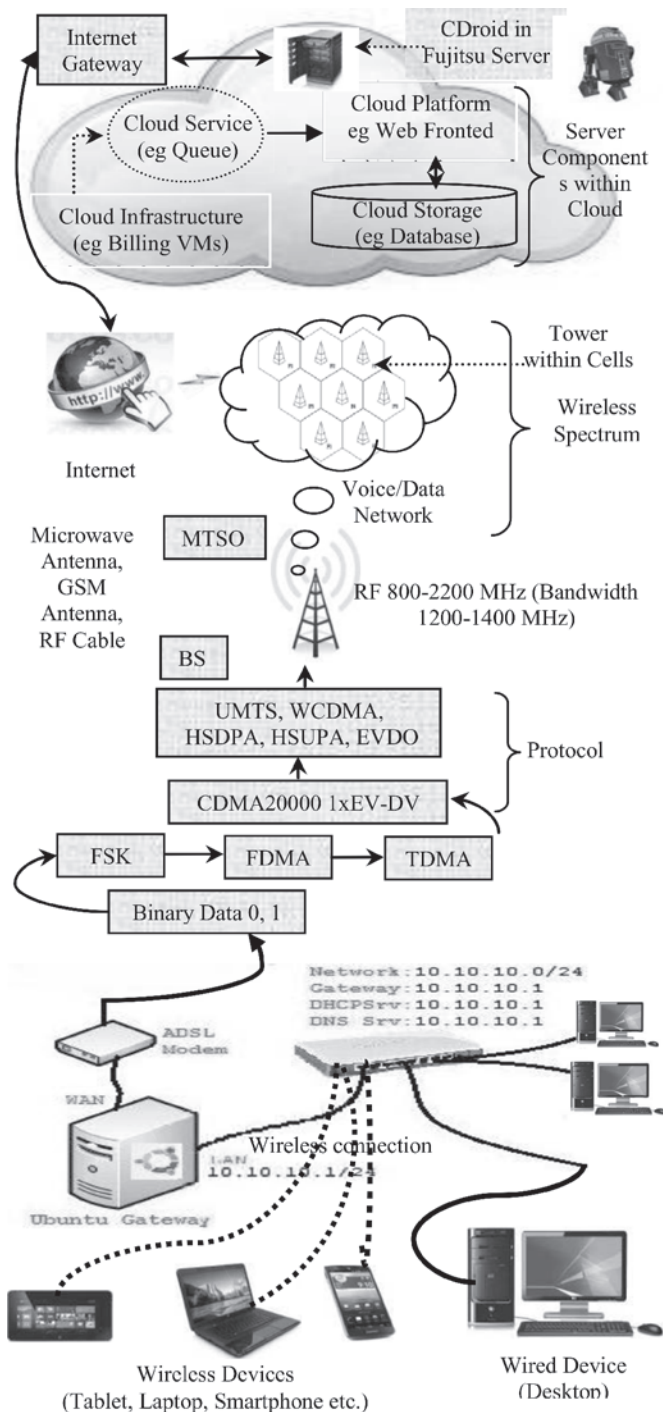 Internet
Gateway
CDroid in
Fujitsu Server
Cloud Service
(eg Queue)
Cloud Platform
eg Web Fronted
Server
Component
s within
Cloud
Cloud Infrastructure
(eg Billing VMs)
Cloud Storage
(eg Database)
http://www.
Internet
Tower
within Cells
Wireless
Spectrum
Voice/Data
Network
MTSO
Microwave
Antenna,
GSM
Antenna,
RF Cable
RF 800-2200 MHz (Bandwidth
1200-1400 MHz)
BS
UMTS, WCDMA,
HSDPA, HSUPA, EVDO
Protocol
CDMA20000 1xEV-DV
FSK
FDMA
TDMA
Binary Data 0, 1
Network:10.10.10.0/24
Gateway:10.10.10.1
DHCPSrv:10.10.10.1
DNS Srv:10.10.10.1
ADSL
Modem
WAN
Wireless connection
LAN
10.10.10.1/24
Ubuntu Gateway
Wireless Devices
(Tablet, Laptop, Smartphone etc.)
Wired Device
(Desktop)